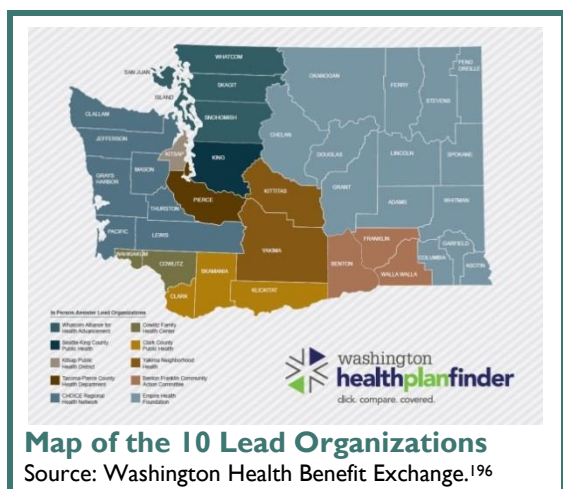 WHATCOM
SAN JUAN
SKAGIT
ISLAND
SNOHOMISH
CLALLAM
JEFFERSON
KITSAP
KING
GRAYS
HARBOR
MASON
THURSTON
PIERCE
PACIFIC
LEWIS
WAHKIAKUM
COWLITZ
CLARK
SKAMANIA
KLICKITAT
YAKIMA
KITTITAS
CHELAN
OKANOGAN
DOUGLAS
GRANT
FERRY
STEVENS
PEND
OREILLE
LINCOLN
SPOKANE
ADAMS
WHITMAN
BENTON
FRANKLIN
WALLA WALLA
COLUMBIA
GARFIELD
ASOTIN
In Person Assister Lead Organizations
Whatcom Alliance for
Health Advancement
Seattle-King County
Public Health
Kitsap Public
Health District
Tacoma-Pierce County
Health Department
CHOICE Regional
Health Network
Cowlitz Family
Health Center
Clark County
Public Health
Yakima Neighborhood
Health
Benton Franklin Community
Action Committee
Empire Health
Foundation
washington
healthplanfinder
click. compare. covered.
Map of the 10 Lead Organizations
Source: Washington Health Benefit Exchange.196